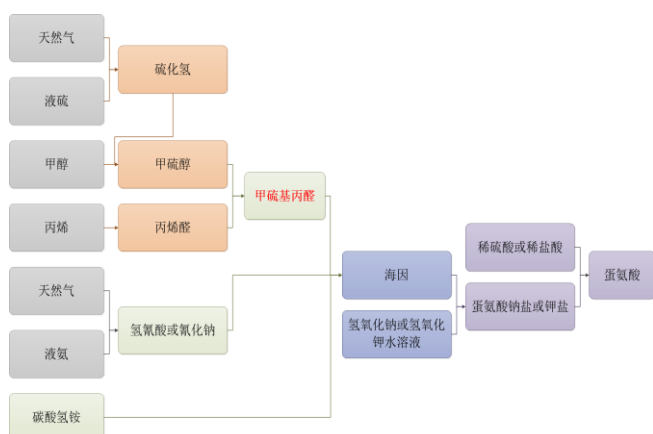 天然气
硫化氢
液硫
甲醇
甲硫醇
甲硫基丙醛
丙烯
丙烯醛
稀硫酸或稀盐酸
海因
蛋氨酸
天然气
蛋氨酸钠盐或钾盐
氢氰酸或氰化钠
氢氧化钠或氢氧化
钾水溶液
液氨
碳酸氢铵